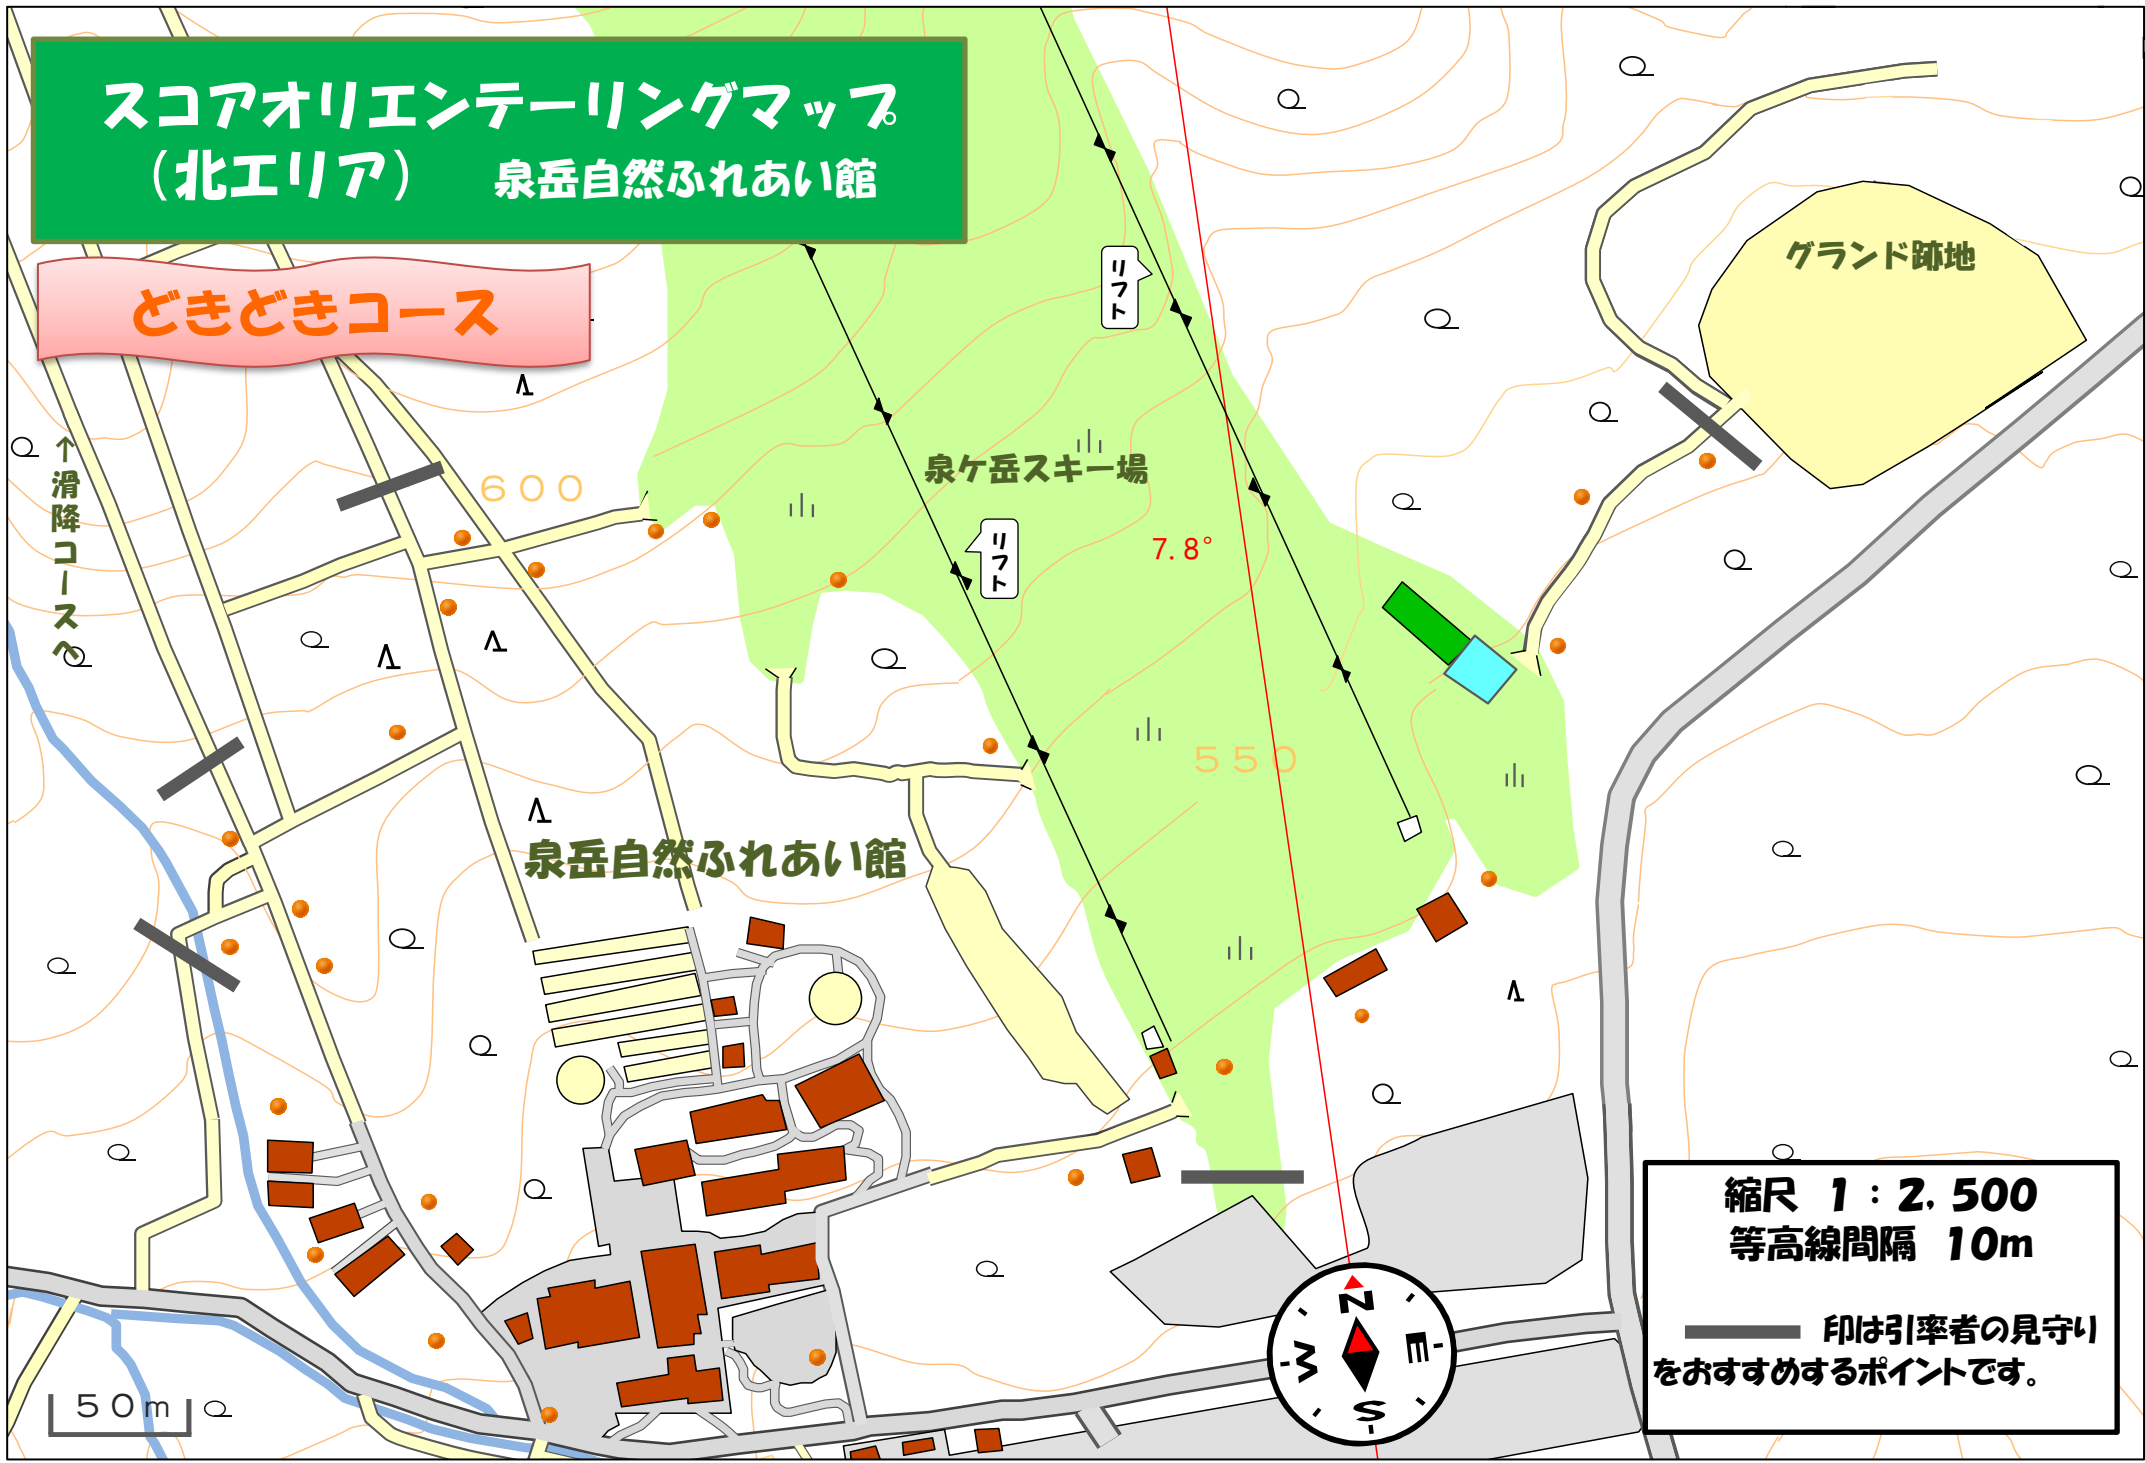 スコアオリエンテーリングマップ
（北エリア）　泉岳自然ふれあい館
どきどきコース
グランド跡地
リフト
↑滑降コースへ
600
泉ケ岳スキー場
リフト
7.8°
550
泉岳自然ふれあい館
縮尺 1：2,500
等高線間隔 10m
印は引率者の見守り
をおすすめするポイントです。
N
W
E
S
50m